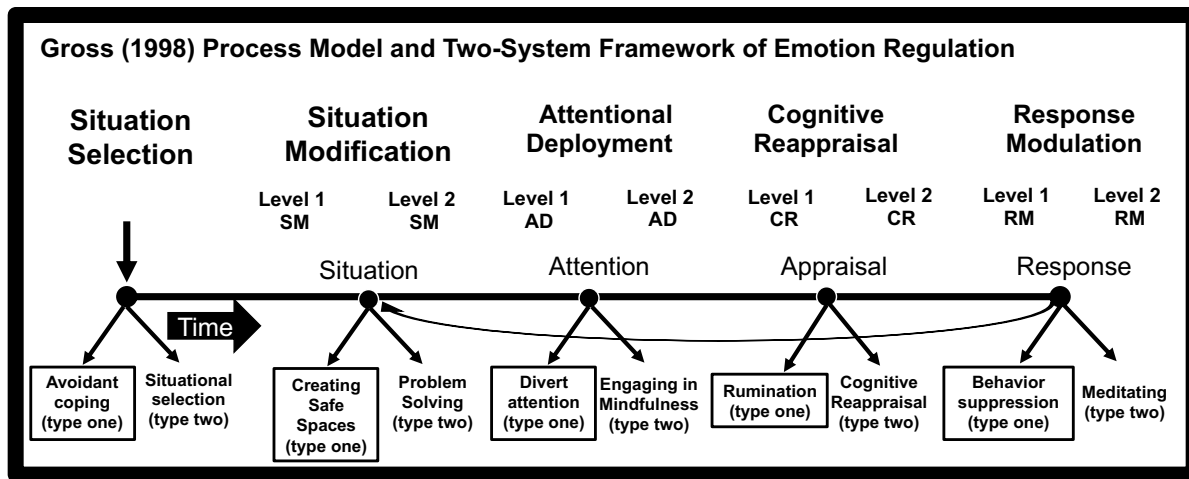 Gross (1998) Process Model and Two-System Framework of Emotion Regulation
Situation
Selection
Situation
Modification
Attentional
Deployment
Cognitive
Reappraisal
Response
Modulation
Level 1
SM
Level 2
SM
Level 1
AD
Level 2
AD
Level 1
CR
Level 2
CR
Level 1
RM
Level 2
RM
Situation
Attention
Appraisal
Response
Time
Avoidant
coping
(type one)
Situational
selection
(type two)
Creating
Safe
Spaces
(type one)
Problem
Solving
(type two)
Divert
attention
(type one)
Engaging in
Mindfulness
(type two)
Rumination
(type one)
Cognitive
Reappraisal
(type two)
Behavior
suppression
(type one)
Meditating
(type two)